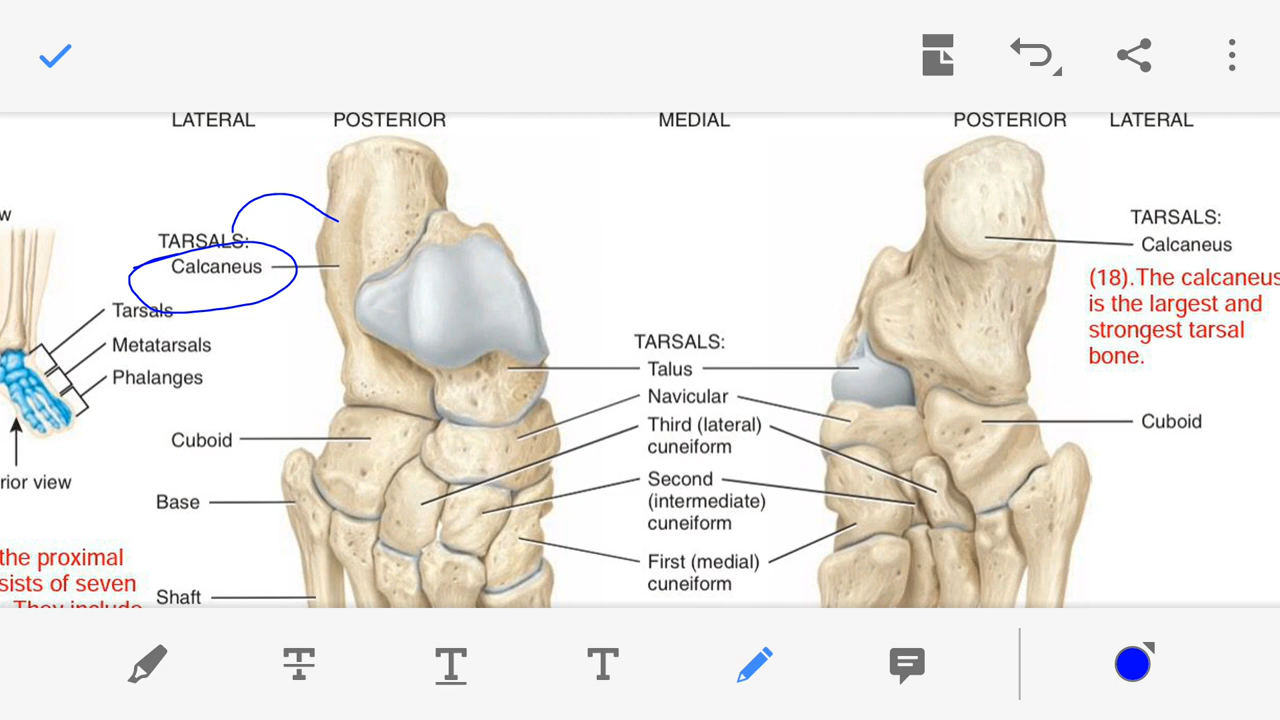 LATERAL
POSTERIOR
MEDIAL
POSTERIOR
LATERAL
w
TARSALS:
Calcaneus
Tarsals
Metatarsals
Phalanges
Cuboid
rior view
Base
the proximal
sists of seven
Shaft
TARSALS:
Talus
Navicular
Third (lateral)
cuneiform
Second
(intermediate)
cuneiform
First (medial)
cuneiform
TARSALS:
Calcaneus
(18).The calcaneus
is the largest and
strongest tarsal
bone.
Cuboid